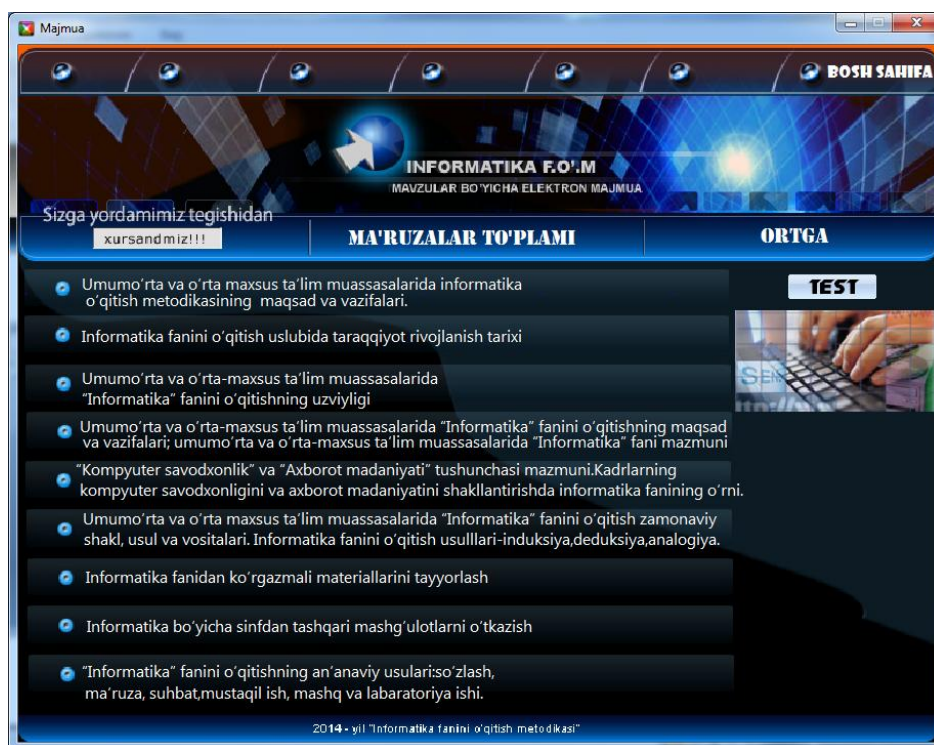 Majmua
BOSH SAHIFA
INFORMATIKA F.O'.M
MAVZULAR BO'YICHA ELEKTRON MAJMUA
Sizga yordamimiz tegishidan
xursandmiz!!!
MA'RUZALAR TO'PLAMI
ORTGA
Umumo‘rta va o‘rta maxsus ta’lim muassasalarida informatika
o‘qitish metodikasining maqsad va vazifalari.
TEST
Informatika fanini o‘qitish uslubida taraqqiyot rivojlanish tarixi
Umumo‘rta va o‘rta-maxsus ta’lim muassasalarida
“Informatika” fanini o‘qitishning uzviyligi
Umumo‘rta va o‘rta-maxsus ta’lim muassasalarida “Informatika” fanini o‘qitishning maqsad
va vazifalari; umumo‘rta va o‘rta-maxsus ta’lim muassasalarida “Informatika” fani mazmuni
“Kompyuter savodxonlik” va “Axborot madaniyati” tushunchasi mazmuni.Kadrlarning
kompyuter savodxonligini va axborot madaniyatini shakllantirishda informatika fanining o‘rni.
Umumo‘rta va o‘rta maxsus ta’lim muassasalarida “Informatika” fanini o‘qitish zamonaviy
shakl, usul va vositalari. Informatika fanini o‘qitish usulllari-induksiya,deduksiya,analogiya.
Informatika fanidan ko‘rgazmali materiallarini tayyorlash
Informatika bo‘yicha sinfdan tashqari mashg‘ulotlarni o‘tkazish
“Informatika” fanini o‘qitishning an’anaviy usulari:so‘zlash,
ma’ruza, suhbat,mustaqil ish, mashq va labaratoriya ishi.
2014 - yil "Informatika fanini o'qitish metodikasi"